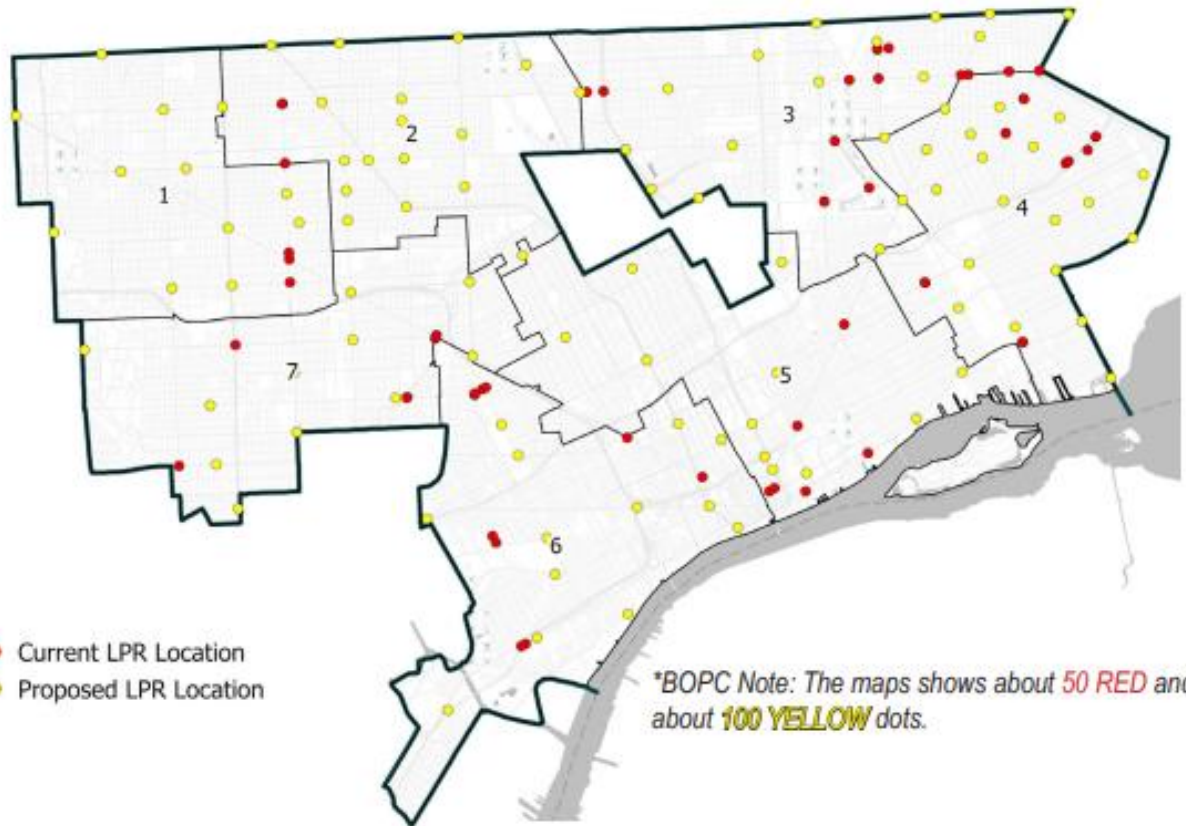 2
3
1
4
7
5
6
Current LPR Location
Proposed LPR Location
*BOPC Note: The maps shows about 50 RED and
about 100 YELLOW dots.